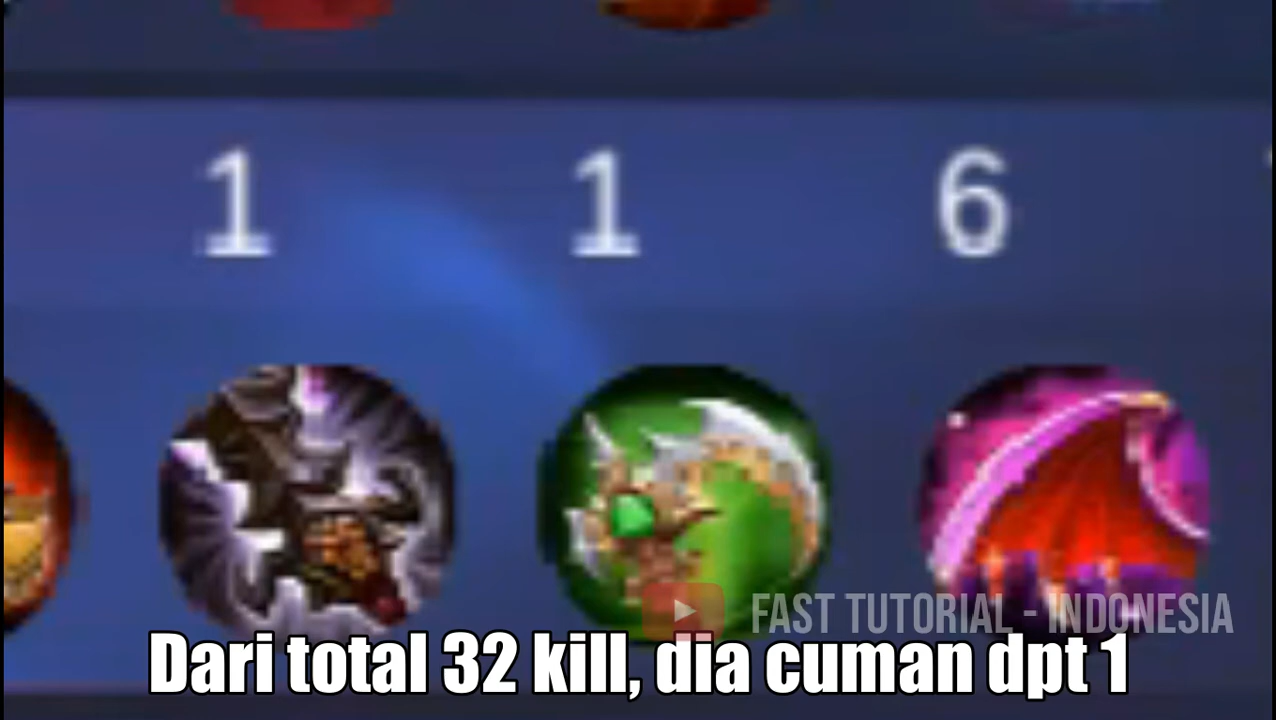 1 1 6
FAST TUTORIAL - INDONESIA
Dari total 32 kill, dia cuman dpt 1